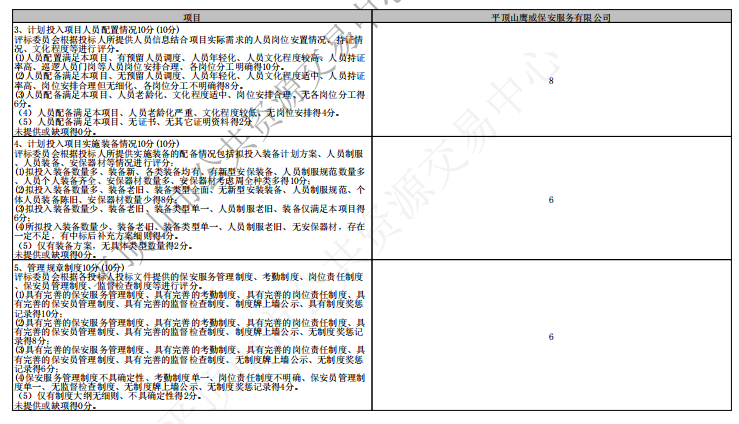 项目
平顶山鹰威保安服务有限公司
3、计划投入项目人员配置情况10分(10分)
评标委员会根据投标人所提供人员信息结合项目实际需求的人员岗位安置情况、持证情
况、文化程度等进行评分。
(1)人员配置满足本项目、有预留人员调度、人员年轻化、人员文化程度较高、人员持证
率高、巡逻人员门岗等人员岗位安排合理、各岗位分工明确得10分。
(2)人员配备满足本项目、无预留人员调度、人员年轻化、人员文化程度适中、人员持证
率高、岗位安排合理但无细化、各岗位分工不明确得8分。
(3)人员配备满足本项目、人员老龄化、文化程度适中、岗位安排合理、无各岗位分工得
6分。
(4）人员配备满足本项目、人员老龄化严重、文化程度较低、无岗位安排得4分。
(5）人员配备满足本项目、无证书、无其它证明资料得2分
未提供或缺项得0分。
8
4、计划投入项目实施装备情况10分(10分)
评标委员会根据投标人所提供实施装备的配备情况包括拟投入装备计划方案、人员制服
、人员装备、安保器材等情况进行评分：
(1)拟投入装备数量多、装备新、各类装备均有、有新型安保装备、人员制服规范数量多
、人员个人装备齐全、安保器材数量多、安保器材考虑周全种类多得10分；
(2)拟投入装备数量多、装备老旧、装备类型全面、无新型安装装备、人员制服规范、个
体人员装备陈旧、安保器材数量少得8分；
(3)拟投入装备数量少、装备老旧、装备类型单一、人员制服老旧、装备仅满足本项目得
6分；
(4)所拟投入装备数量少、装备老旧、装备类型单一、人员制服老旧、无安保器材，存在
一定不足，有中标后补充方案细则得4分。
(5）仅有装备方案，无具体类型数量得2分。
未提供或缺项得0分。
6
5、管理规章制度10分(10分)
评标委员会根据各投标人投标文件提供的保安服务管理制度、考勤制度、岗位责任制度
、保安员管理制度、监督检查制度等进行评分。
(1)具有完善的保安服务管理制度、具有完善的考勤制度、具有完善的岗位责任制度、具
有完善的保安员管理制度、具有完善的监督检查制度、制度牌上墙公示、具有制度奖惩
记录得10分；
(2)具有完善的保安服务管理制度、具有完善的考勤制度、具有完善的岗位责任制度、具
有完善的保安员管理制度、具有完善的监督检查制度、制度牌上墙公示、无制度奖惩记
录得8分；
(3)具有完善的保安服务管理制度、具有完善的考勤制度、具有完善的岗位责任制度、具
有完善的保安员管理制度、具有完善的监督检查制度、无制度牌上墙公示、无制度奖惩
记录得6分；
(4)保安服务管理制度不具确定性、考勤制度单一、岗位责任制度不明确、保安员管理制
度单一、无监督检查制度、无制度牌上墙公示、无制度奖惩记录得4分。
(5）仅有制度大纲无细则、不具确定性得2分。
未提供或缺项得0分。
6